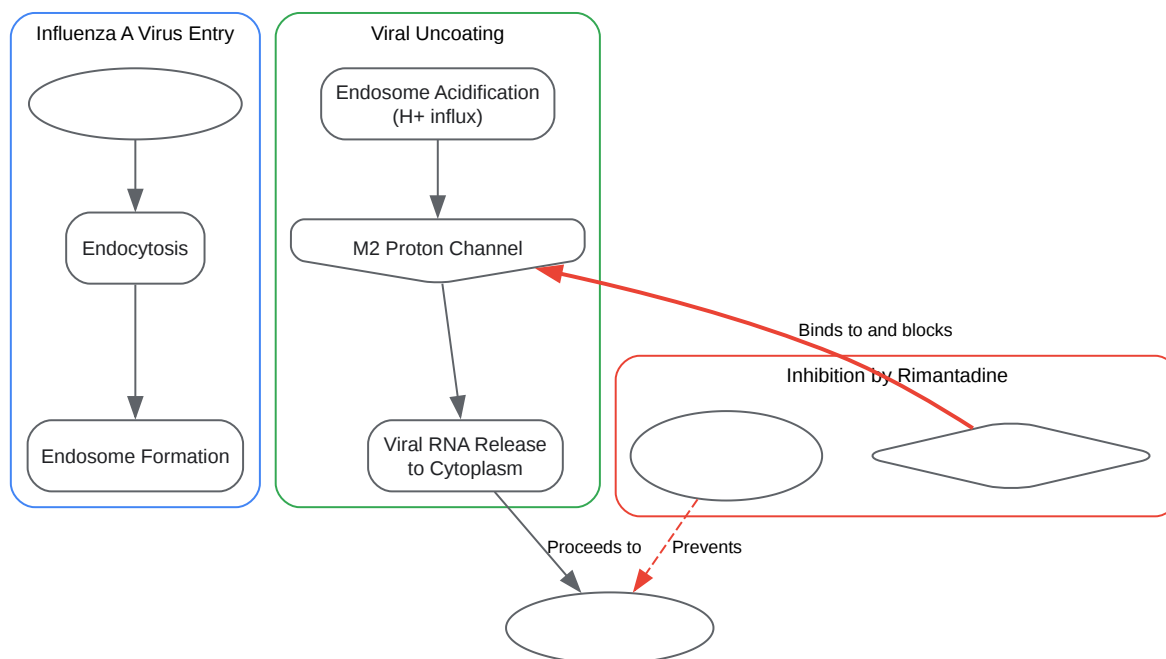 Influenza A Virus Entry
Endocytosis
Endosome Formation
Viral Uncoating
Endosome Acidification
(H+ influx)
M2 Proton Channel
Viral RNA Release
to Cytoplasm
Binds to and blocks
Inhibition by Rimantadine
Proceeds to
Prevents